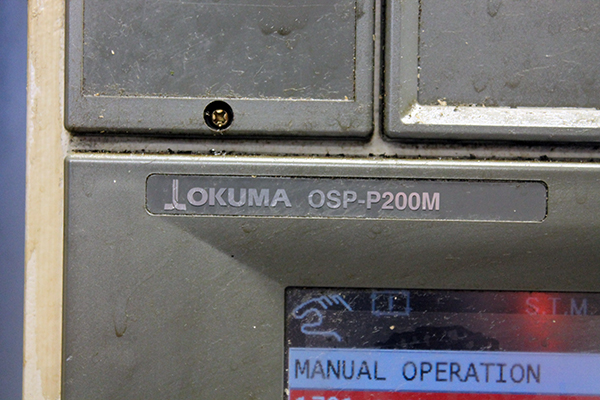 OKUMA OSP-P200M
S.T.M
MANUAL OPERATION